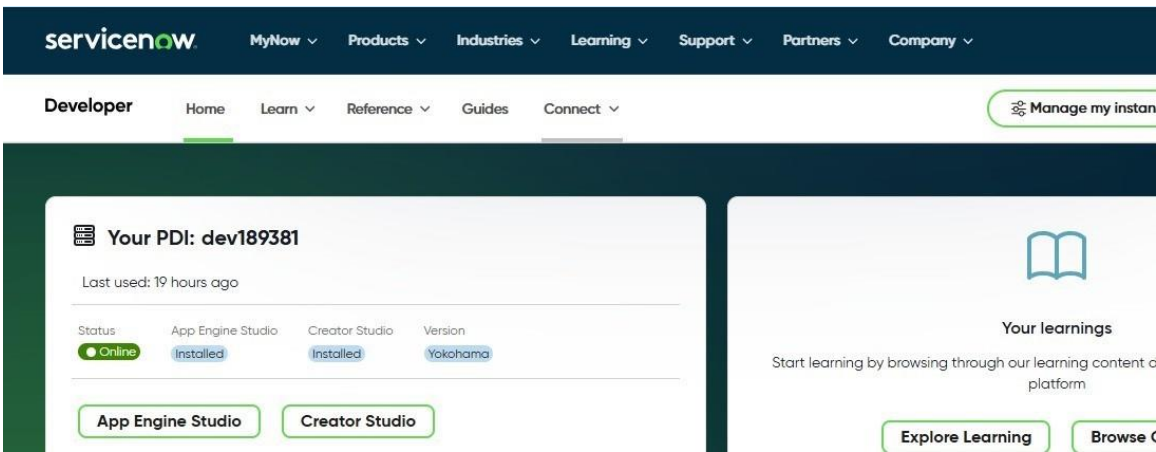 servicenow. MyNow Products Industries Learning Support Partners Company
Developer Home Learn Reference Guides Connect Manage my instan
Your PDI: dev189381
Last used: 19 hours ago
Status App Engine Studio Creator Studio Version
Online Installed Installed Yokohama
App Engine Studio Creator Studio
Your learnings
Start learning by browsing through our learning content d
platform
Explore Learning Browse C